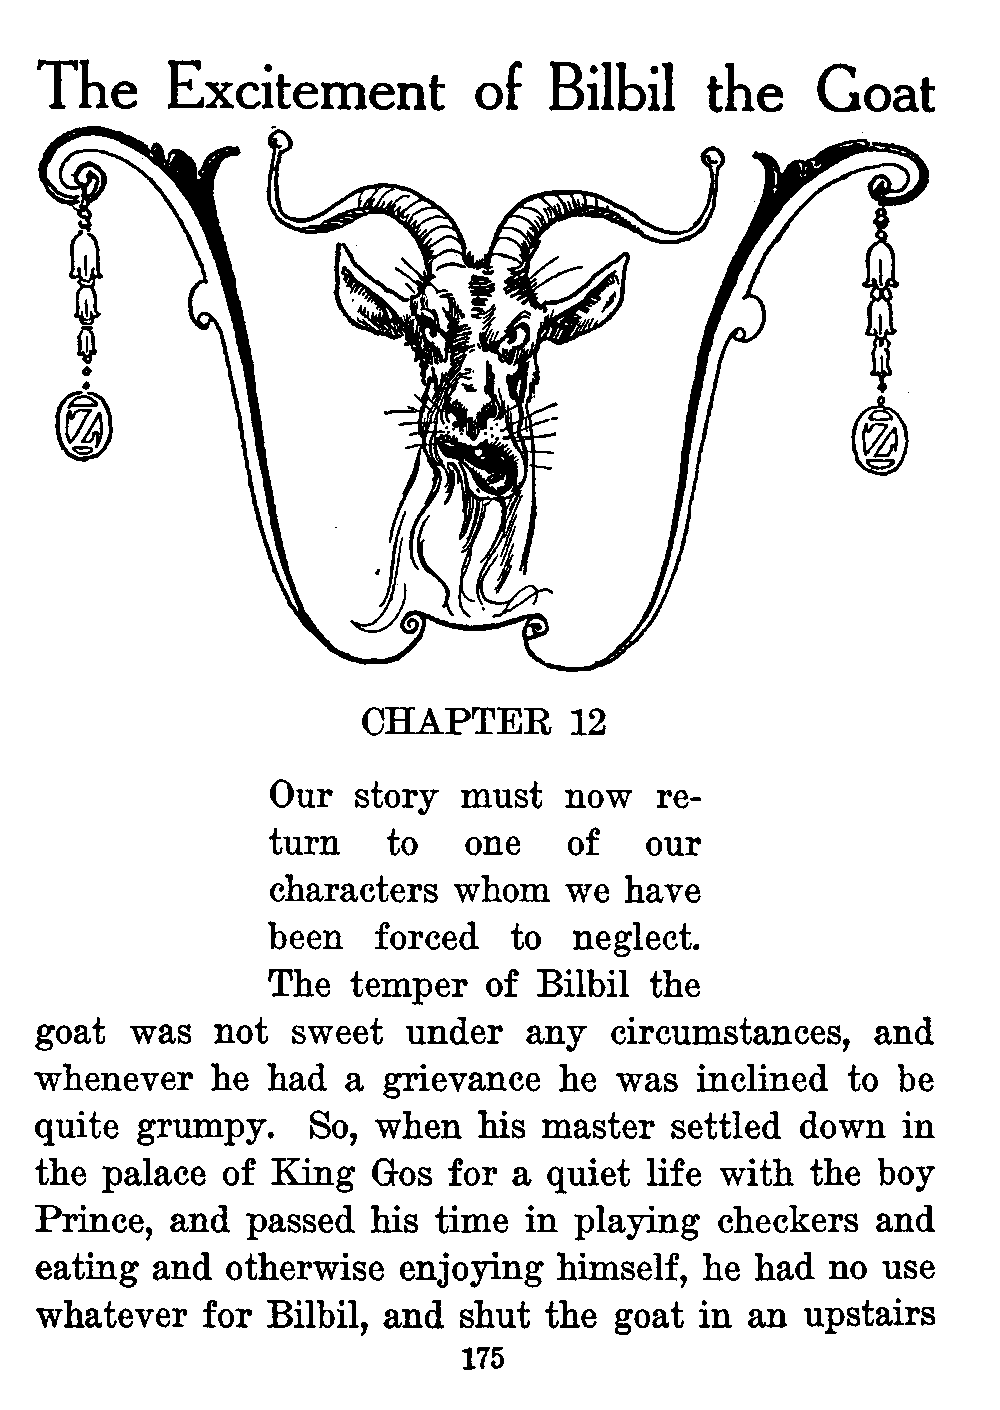 The Excitement of Bilbil the Goat
OZ
OZ
CHAPTER 12
Our story must now re-
turn to one of our
characters whom we have
been forced to neglect.
The temper of Bilbil the
goat was not sweet under any circumstances, and
whenever he had a grievance he was inclined to be
quite grumpy. So, when his master settled down in
the palace of King Gos for a quiet life with the boy
Prince, and passed his time in playing checkers and
eating and otherwise enjoying himself, he had no use
whatever for Bilbil, and shut the goat in an upstairs
175